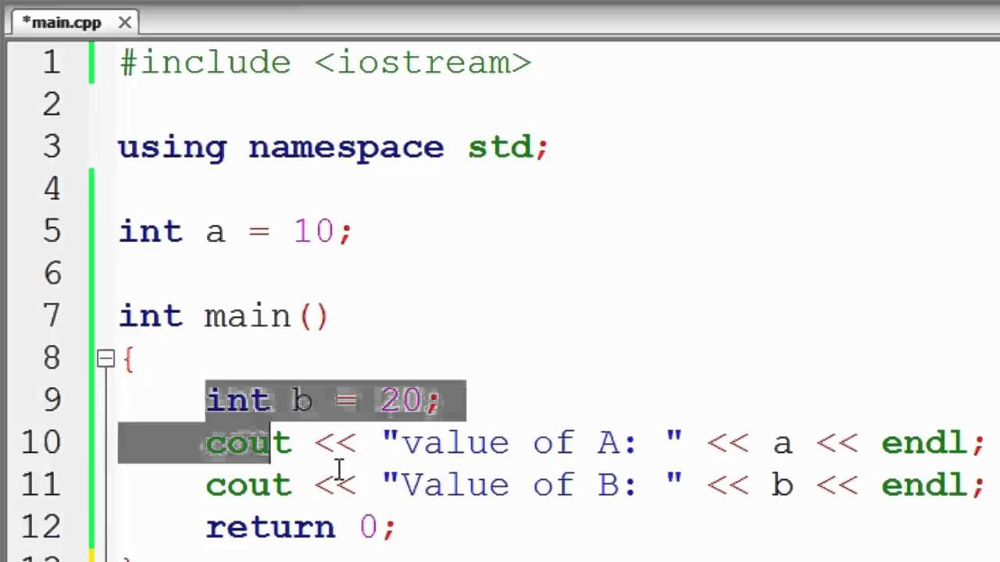 *main.cpp
1 #include <iostream>
2
3 using namespace std;
4
5 int a = 10;
6
7 int main()
8 {
9 int b = 20;
10 cout << "value of A: " << a << endl;
11 cout << "Value of B: " << b << endl;
12 return 0;
13 }